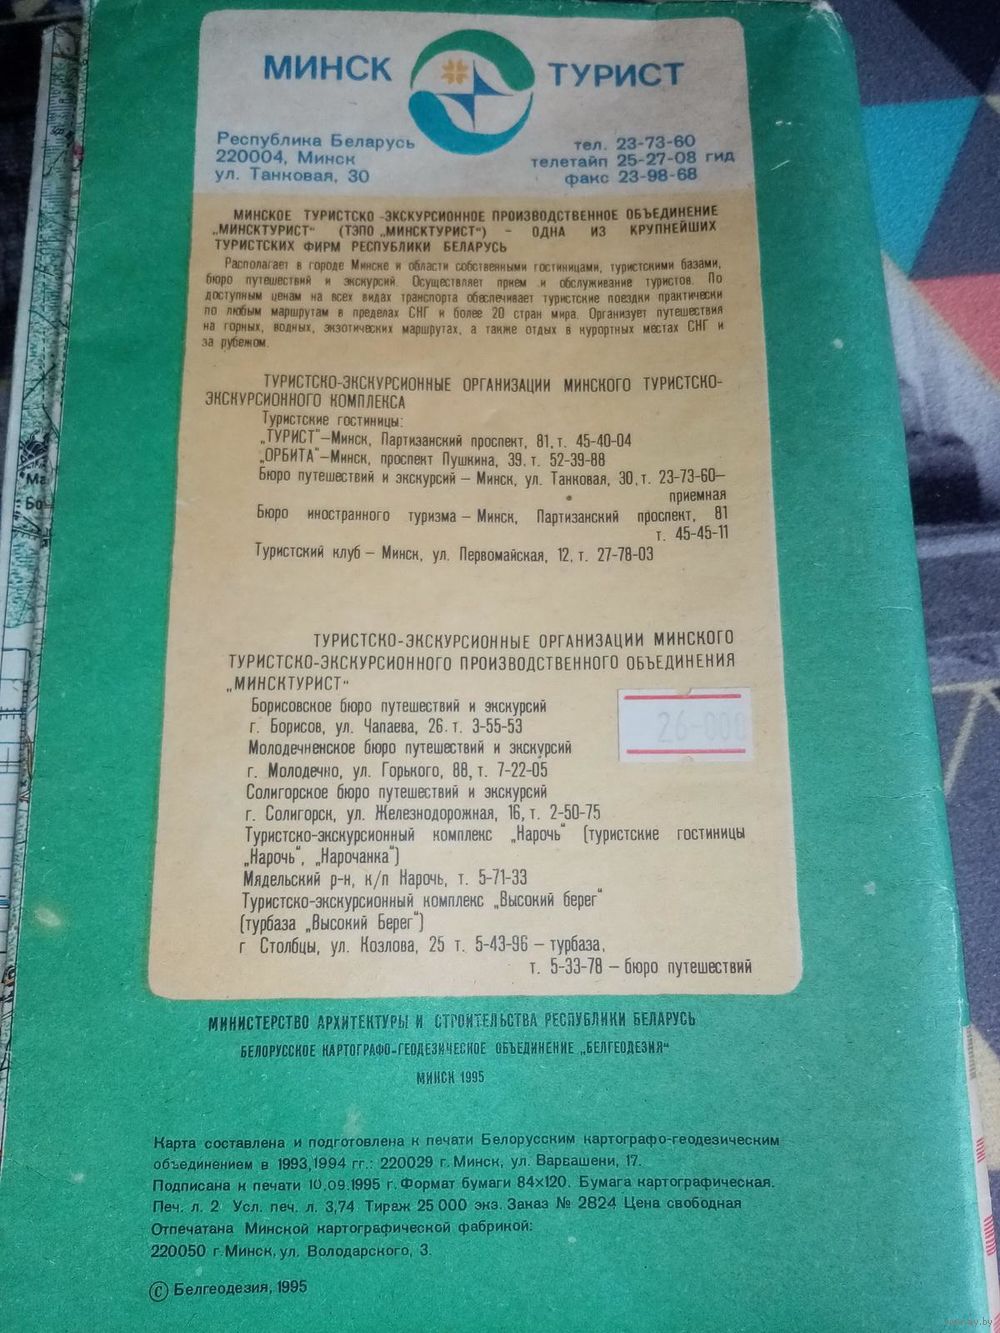 МИНСК ТУРИСТ
Республика Беларусь
220004, Минск
ул. Танковая, 30
тел. 23-73-60
телетайп 25-27-08 гид
факс 23-98-68
МИНСКОЕ ТУРИСТСКО-ЭКСКУРСИОННОЕ ПРОИЗВОДСТВЕННОЕ ОБЪЕДИНЕНИЕ
„МИНСКТУРИСТ" (ТЭПО „МИНСКТУРИСТ") – ОДНА ИЗ КРУПНЕЙШИХ
ТУРИСТСКИХ ФИРМ РЕСПУБЛИКИ БЕЛАРУСЬ
Располагает в городе Минске и области собственными гостиницами, туристскими базами,
бюро путешествий и экскурсий. Осуществляет прием и обслуживание туристов. По
доступным ценам на всех видах транспорта обеспечивает туристские поездки практически
по любым маршрутам в пределах СНГ и более 20 стран мира. Организует путешествия
на горных, водных, экзотических маршрутах, а также отдых в курортных местах СНГ и
за рубежом.
ТУРИСТСКО-ЭКСКУРСИОННЫЕ ОРГАНИЗАЦИИ МИНСКОГО ТУРИСТСКО-
ЭКСКУРСИОННОГО КОМПЛЕКСА
Туристские гостиницы:
„ТУРИСТ"–Минск, Партизанский проспект, 81, т. 45-40-04
„ОРБИТА"–Минск, проспект Пушкина, 39. т. 52-39-88
Бюро путешествий и экскурсий – Минск, ул. Танковая, 30, т. 23-73-60–
приемная
Бюро иностранного туризма – Минск, Партизанский проспект, 81
т. 45-45-11
Туристский клуб – Минск, ул. Первомайская, 12, т. 27-78-03
ТУРИСТСКО-ЭКСКУРСИОННЫЕ ОРГАНИЗАЦИИ МИНСКОГО
ТУРИСТСКО-ЭКСКУРСИОННОГО ПРОИЗВОДСТВЕННОГО ОБЪЕДИНЕНИЯ
„МИНСКТУРИСТ"
Борисовское бюро путешествий и экскурсий
г. Борисов, ул. Чапаева, 26. т. 3-55-53
26-000
Молодечненское бюро путешествий и экскурсий
г. Молодечно, ул. Горького, 88, т. 7-22-05
Солигорское бюро путешествий и экскурсий
г. Солигорск, ул. Железнодорожная, 16, т. 2-50-75
Туристско-экскурсионный комплекс „Нарочь" (туристские гостиницы
„Нарочь", „Нарочанка")
Мядельский р-н, к/п Нарочь, т. 5-71-33
Туристско-экскурсионный комплекс „Высокий берег"
(турбаза „Высокий Берег")
г Столбцы, ул. Козлова, 25 т. 5-43-96 – турбаза,
т. 5-33-78 – бюро путешествий
МИНИСТЕРСТВО АРХИТЕКТУРЫ И СТРОИТЕЛЬСТВА РЕСПУБЛИКИ БЕЛАРУСЬ
БЕЛОРУССКОЕ КАРТОГРАФО-ГЕОДЕЗИЧЕСКОЕ ОБЪЕДИНЕНИЕ „БЕЛГЕОДЕЗИЯ"
МИНСК 1995
Карта составлена и подготовлена к печати Белорусским картографо-геодезическим
объединением в 1993,1994 гг.: 220029 г. Минск, ул. Варвашени, 17.
Подписана к печати 10.09.1995 г. Формат бумаги 84×120. Бумага картографическая.
Печ. л. 2 Усл. печ. л. 3,74 Тираж 25 000 экз. Заказ № 2824 Цена свободная
Отпечатана Минской картографической фабрикой:
220050 г. Минск, ул. Володарского, 3.
© Белгеодезия, 1995